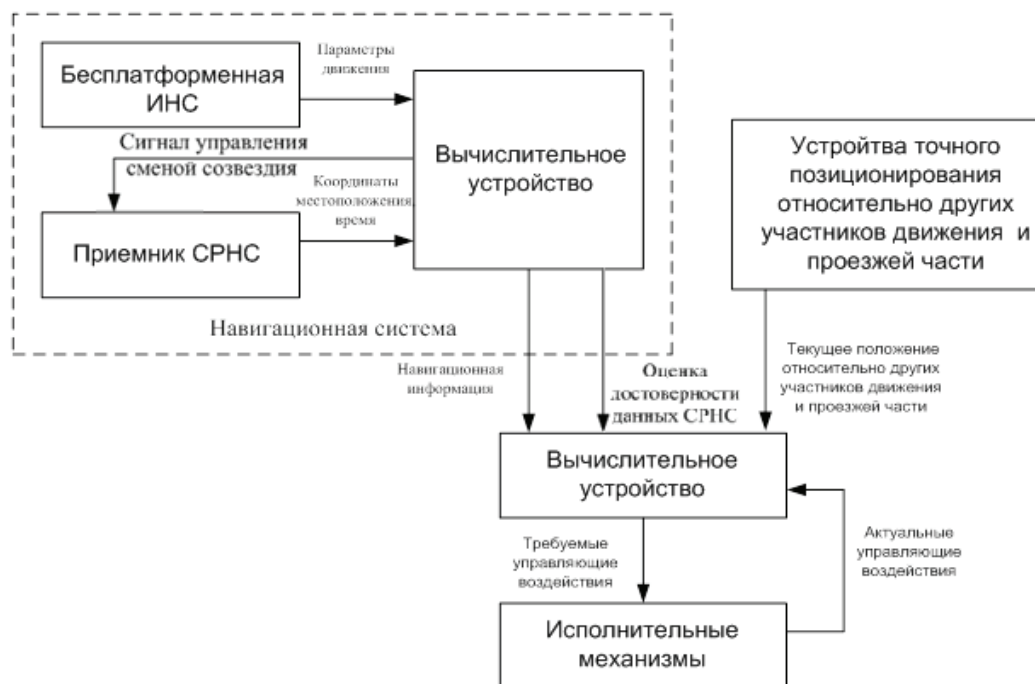 Бесплатформенная
ИНС
Параметры
движения
Сигнал управления
сменой созвездия
Координаты
местоположения,
время
Приемник СРНС
Вычислительное
устройство
Навигационная система
Устройтва точного
позиционирования
относительно других
участников движения и
проезжей части
Навигационная
информация
Оценка
достоверности
данных СРНС
Текущее положение
относительно других
участников движения
и проезжей части
Вычислительное
устройство
Требуемые
управляющие
воздействия
Актуальные
управляющие
воздействия
Исполнительные
механизмы